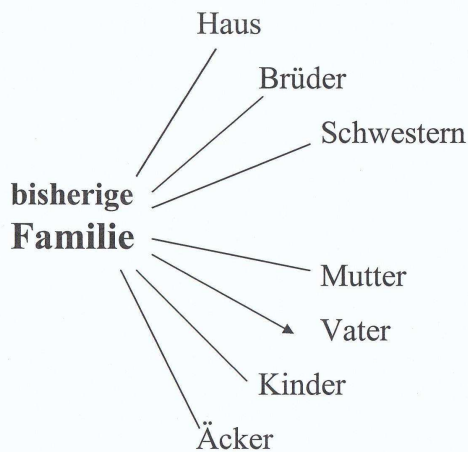 Haus
Brüder
Schwestern
bisherige
Familie
Mutter
Vater
Kinder
Äcker